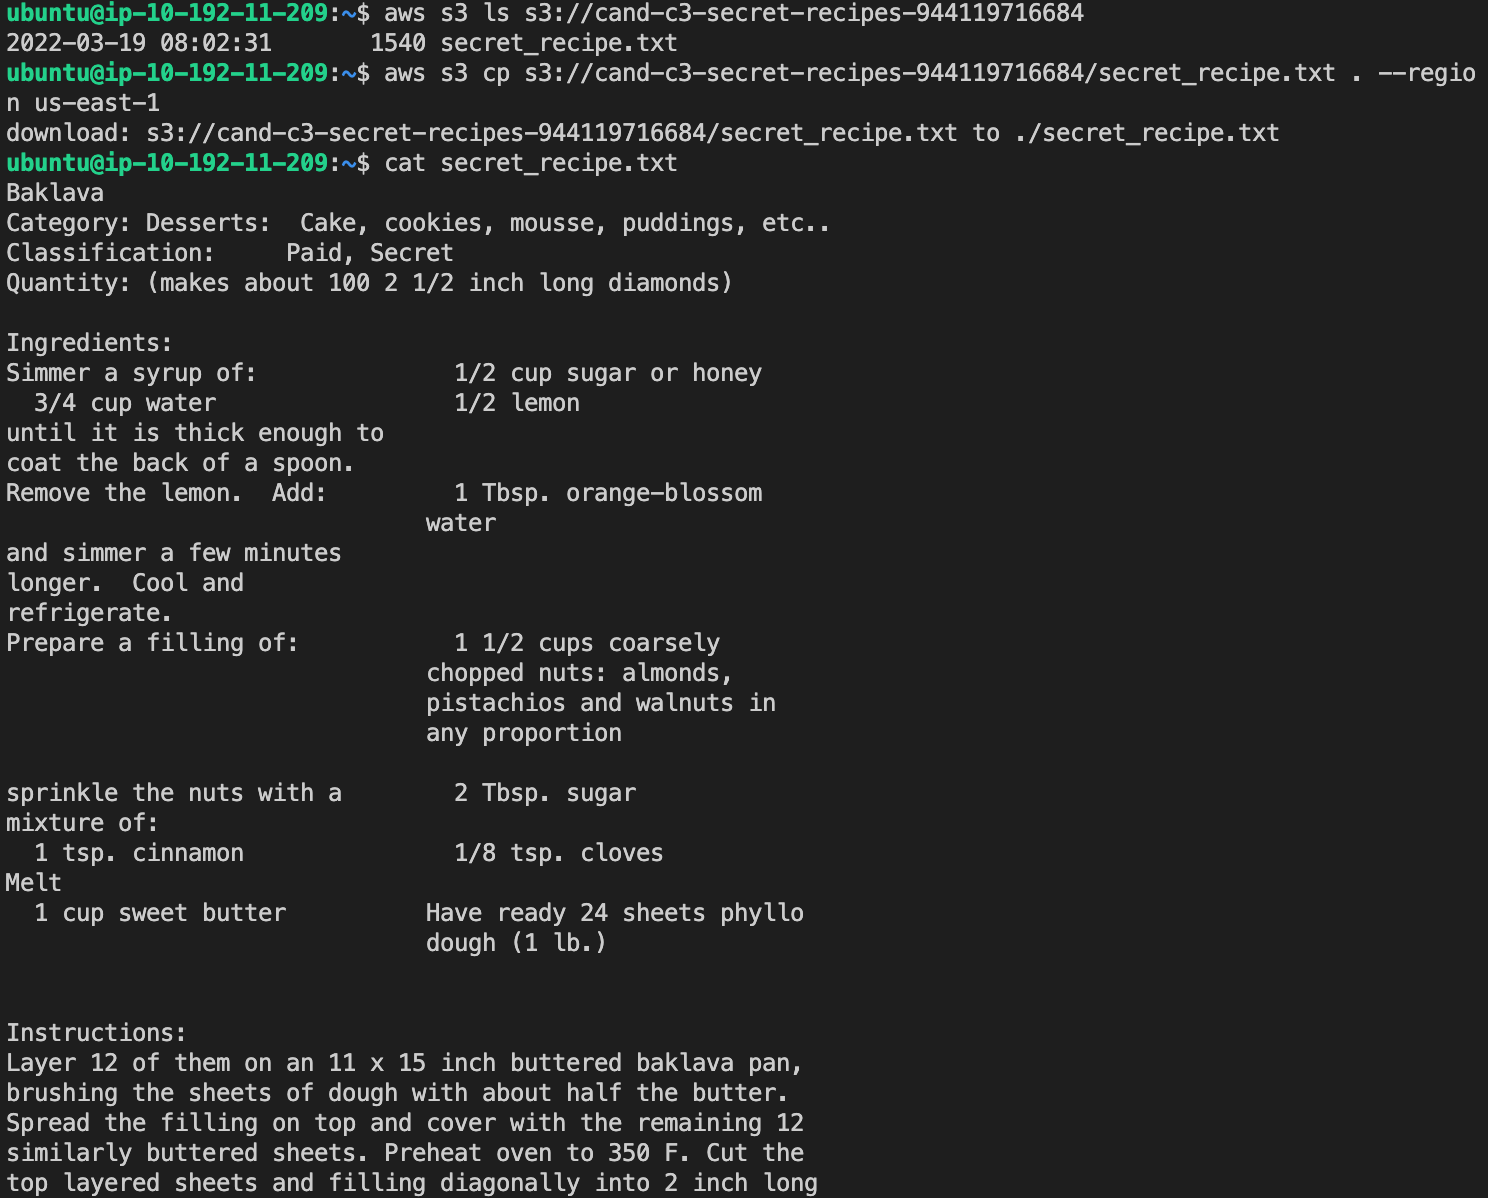 ubuntu@ip-10-192-11-209:~$ aws s3 ls s3://cand-c3-secret-recipes-944119716684
2022-03-19 08:02:31       1540 secret_recipe.txt
ubuntu@ip-10-192-11-209:~$ aws s3 cp s3://cand-c3-secret-recipes-944119716684/secret_recipe.txt . --regio
n us-east-1
download: s3://cand-c3-secret-recipes-944119716684/secret_recipe.txt to ./secret_recipe.txt
ubuntu@ip-10-192-11-209:~$ cat secret_recipe.txt
Baklava
Category: Desserts:  Cake, cookies, mousse, puddings, etc..
Classification:     Paid, Secret
Quantity: (makes about 100 2 1/2 inch long diamonds)

Ingredients:
Simmer a syrup of:              1/2 cup sugar or honey
  3/4 cup water                 1/2 lemon
until it is thick enough to
coat the back of a spoon.
Remove the lemon.  Add:         1 Tbsp. orange-blossom
                              water
and simmer a few minutes
longer.  Cool and
refrigerate.
Prepare a filling of:           1 1/2 cups coarsely
                              chopped nuts: almonds,
                              pistachios and walnuts in
                              any proportion

sprinkle the nuts with a        2 Tbsp. sugar
mixture of:
  1 tsp. cinnamon               1/8 tsp. cloves
Melt
  1 cup sweet butter          Have ready 24 sheets phyllo
                              dough (1 lb.)


Instructions:
Layer 12 of them on an 11 x 15 inch buttered baklava pan,
brushing the sheets of dough with about half the butter.
Spread the filling on top and cover with the remaining 12
similarly buttered sheets. Preheat oven to 350 F. Cut the
top layered sheets and filling diagonally into 2 inch long